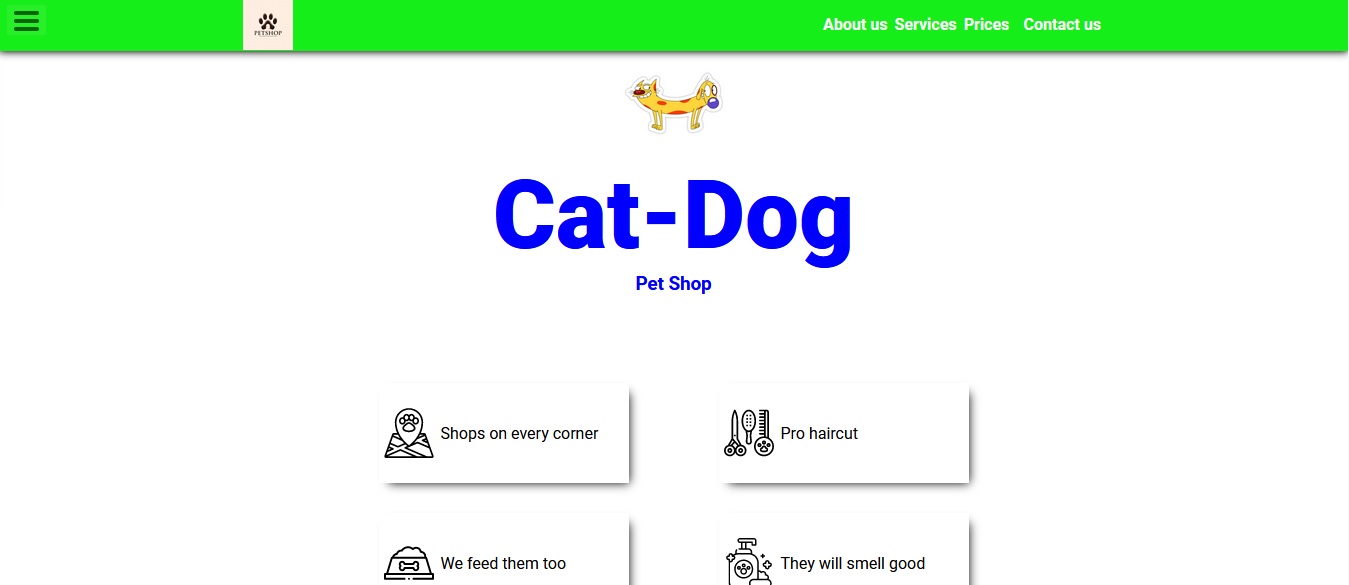 PETSHOP
About us Services Prices Contact us
Cat-Dog
Pet Shop
Shops on every corner
Pro haircut
We feed them too
They will smell good